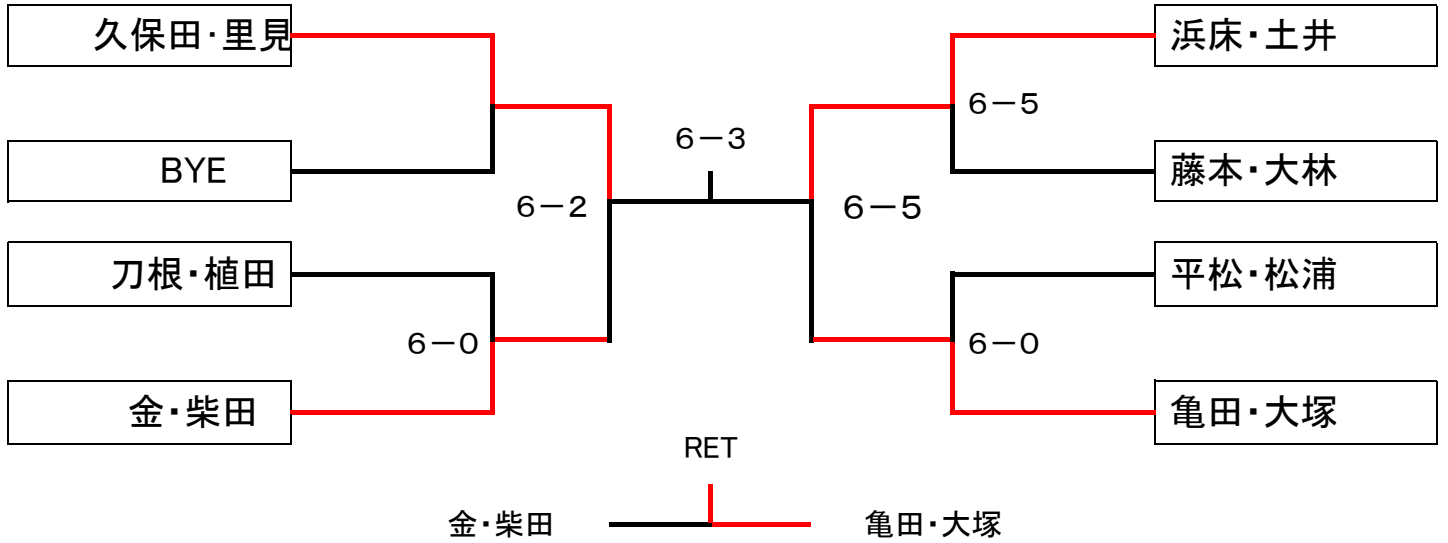 久保田・里見
浜床・土井
6－5
6－3
BYE
藤本・大林
6－2
6－5
刀根・植田
平松・松浦
6－0
6－0
金・柴田
亀田・大塚
RET
金・柴田
亀田・大塚